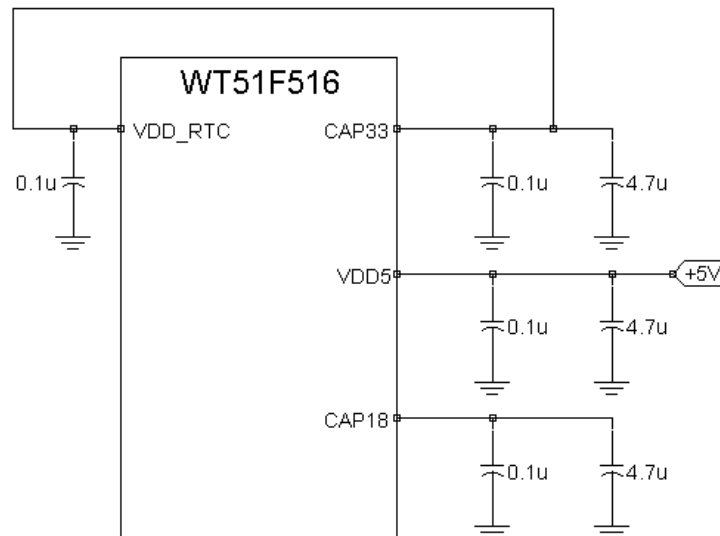 WT51F516
VDD_RTC CAP33
0.1u 0.1u 4.7u
VDD5 +5V
0.1u 4.7u
CAP18
0.1u 4.7u